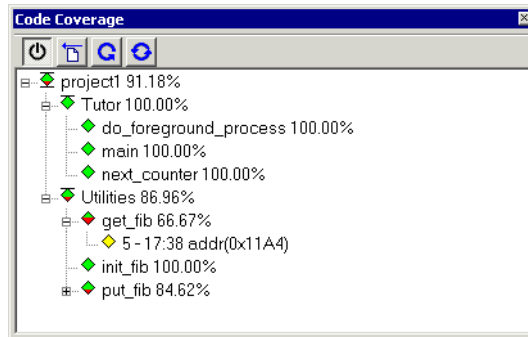 Code Coverage
project1 91.18%
Tutor 100.00%
do_foreground_process 100.00%
main 100.00%
next_counter 100.00%
Utilities 86.96%
get_fib 66.67%
5 - 17:38 addr(0x11A4)
init_fib 100.00%
put_fib 84.62%